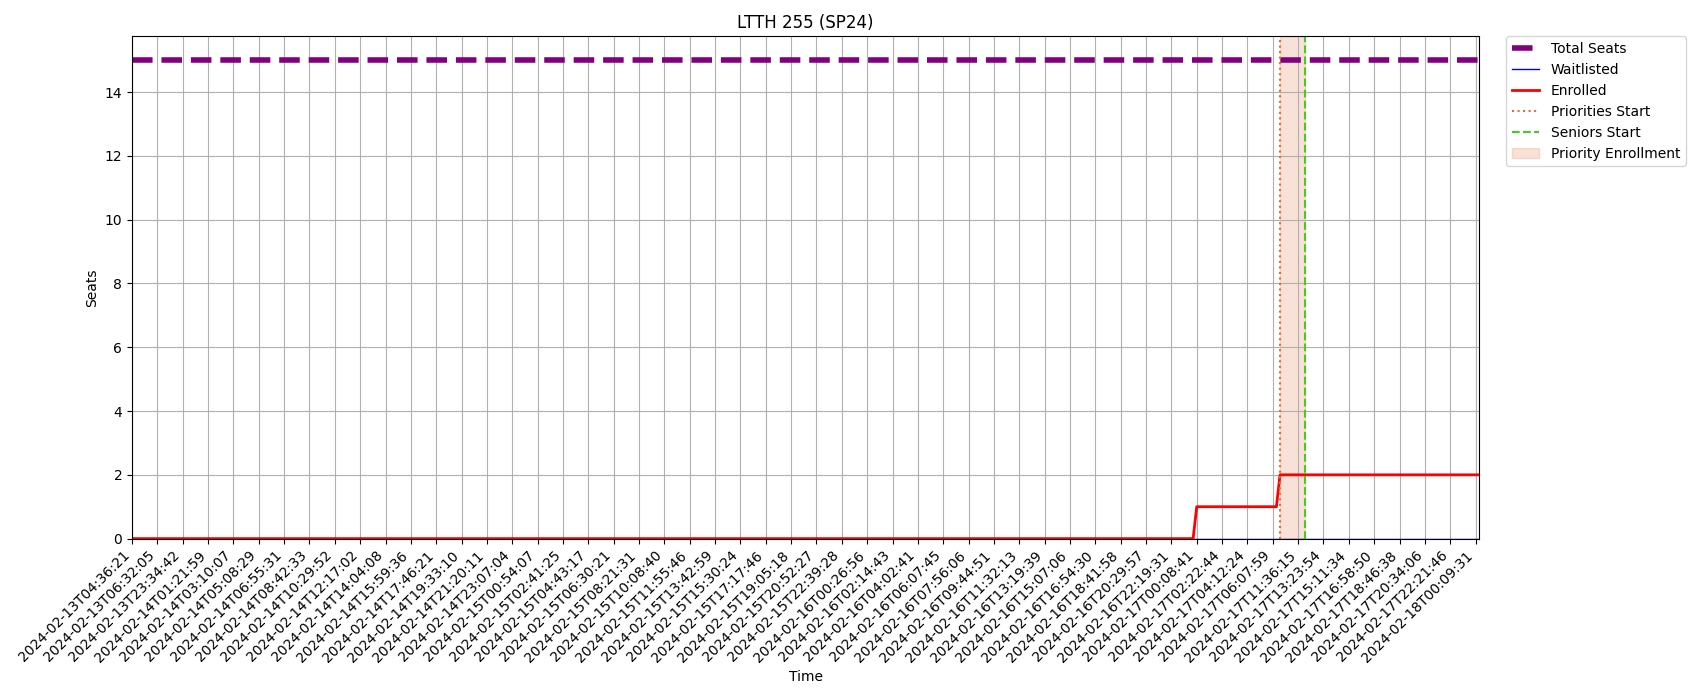 LTTH 255 (SP24)
Total Seats
Waitlisted
Enrolled
Priorities Start
Seniors Start
Priority Enrollment
Seats
14
12
10
8
6
4
2
0
2024-02-13T04:36:21
2024-02-13T06:32:05
2024-02-13T23:34:42
2024-02-14T01:21:59
2024-02-14T03:10:07
2024-02-14T05:08:29
2024-02-14T06:55:31
2024-02-14T08:42:33
2024-02-14T10:29:52
2024-02-14T12:17:02
2024-02-14T14:04:08
2024-02-14T15:59:36
2024-02-14T17:46:21
2024-02-14T19:33:10
2024-02-14T21:20:11
2024-02-14T23:07:04
2024-02-15T00:54:07
2024-02-15T02:41:25
2024-02-15T04:43:17
2024-02-15T06:30:21
2024-02-15T08:21:31
2024-02-15T10:08:40
2024-02-15T11:55:46
2024-02-15T13:42:59
2024-02-15T15:30:24
2024-02-15T17:17:46
2024-02-15T19:05:18
2024-02-15T20:52:27
2024-02-15T22:39:28
2024-02-16T00:26:56
2024-02-16T02:14:43
2024-02-16T04:02:41
2024-02-16T06:07:45
2024-02-16T07:56:06
2024-02-16T09:44:51
2024-02-16T11:32:13
2024-02-16T13:19:39
2024-02-16T15:07:06
2024-02-16T16:54:30
2024-02-16T18:41:58
2024-02-16T20:29:57
2024-02-16T22:19:31
2024-02-17T00:08:41
2024-02-17T02:22:44
2024-02-17T04:12:24
2024-02-17T06:07:59
2024-02-17T11:36:15
2024-02-17T13:23:54
2024-02-17T15:11:34
2024-02-17T16:58:50
2024-02-17T18:46:38
2024-02-17T20:34:06
2024-02-17T22:21:46
2024-02-18T00:09:31
Time